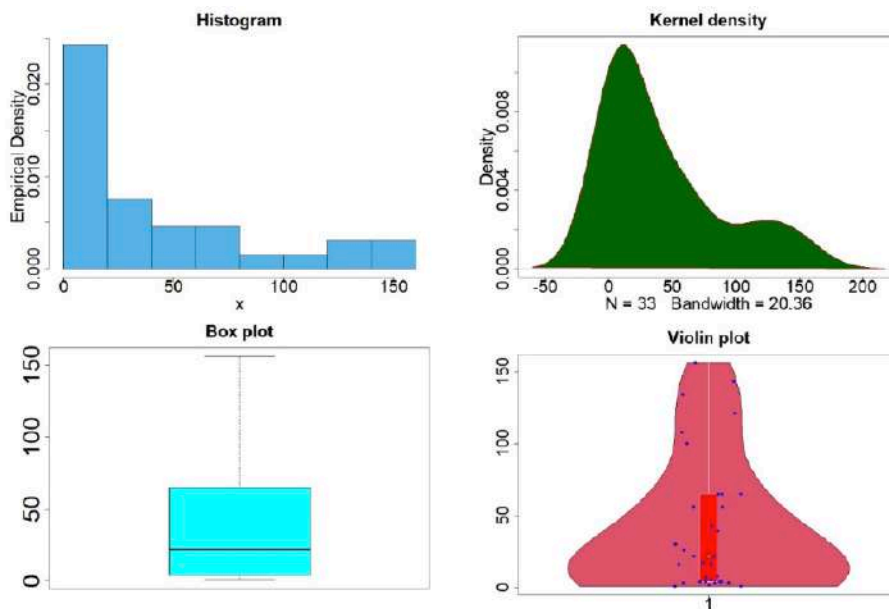 Histogram
Empirical Density
0.000 0.010 0.020
0 50 100 150
x
Kernel density
Density
0.000 0.004 0.008
-50 0 50 100 150 200
N = 33 Bandwidth = 20.36
Box plot
0 50 100 150
Violin plot
0 50 100 150
1